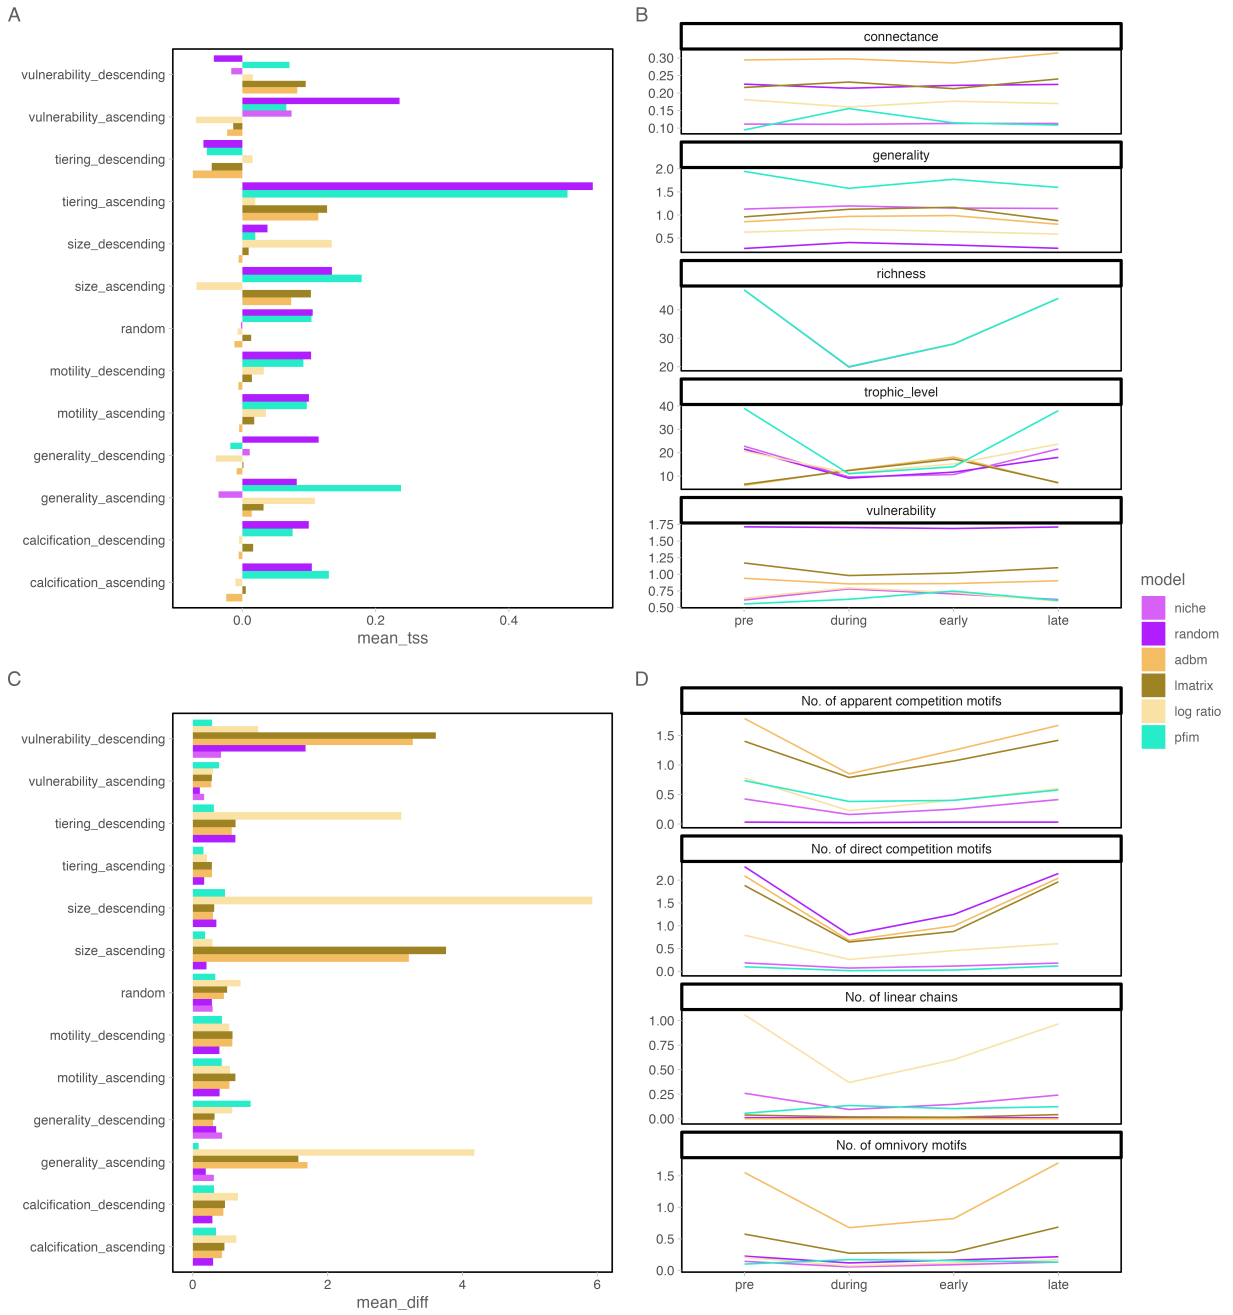 A
vulnerability_descending
vulnerability_ascending
tiering_descending
tiering_ascending
size_descending
size_ascending
random
motility_descending
motility_ascending
generality_descending
generality_ascending
calcification_descending
calcification_ascending
0.0 0.2 0.4
mean_tss
B
connectance
0.30
0.25
0.20
0.15
0.10
generality
2.0
1.5
1.0
0.5
richness
40
30
20
trophic_level
40
30
20
10
vulnerability
1.75
1.50
1.25
1.00
0.75
0.50
pre during early late
model
niche
random
adbm
lmatrix
log ratio
pfim
C
vulnerability_descending
vulnerability_ascending
tiering_descending
tiering_ascending
size_descending
size_ascending
random
motility_descending
motility_ascending
generality_descending
generality_ascending
calcification_descending
calcification_ascending
0 2 4 6
mean_diff
D
No. of apparent competition motifs
1.5
1.0
0.5
0.0
No. of direct competition motifs
2.0
1.5
1.0
0.5
0.0
No. of linear chains
1.00
0.75
0.50
0.25
0.00
No. of omnivory motifs
1.5
1.0
0.5
0.0
pre during early late